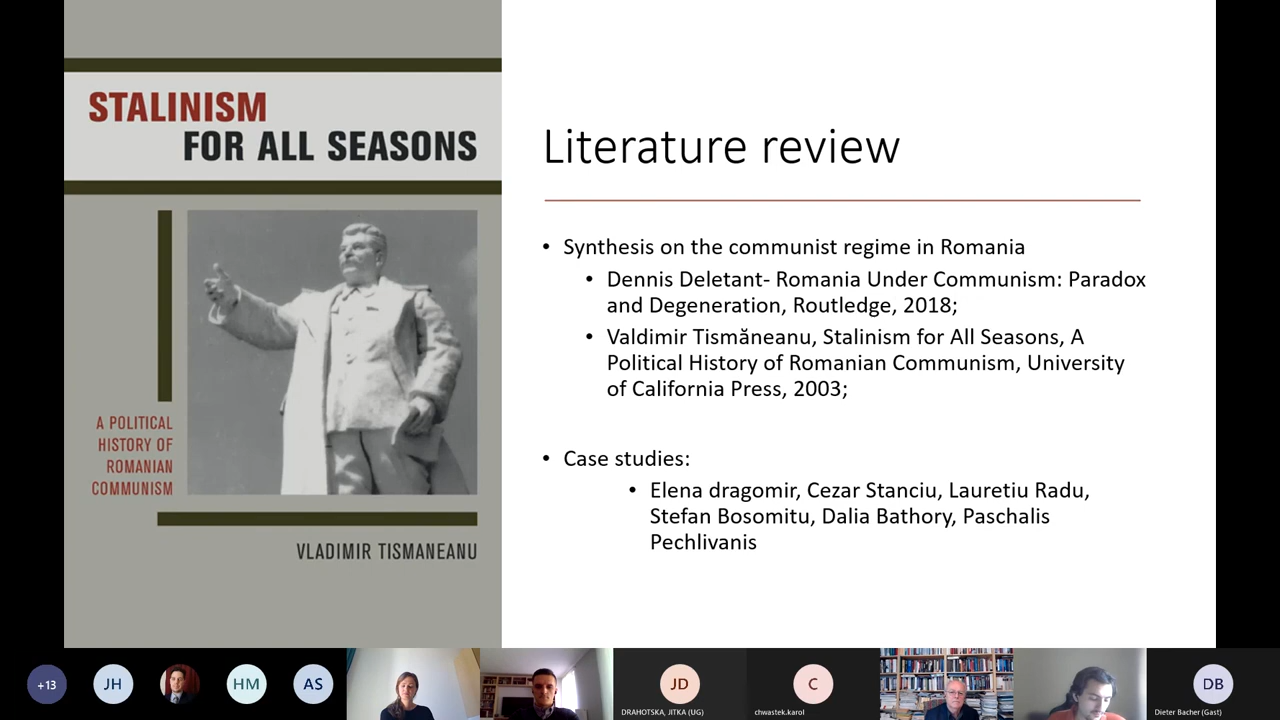 STALINISM
FOR ALL SEASONS
A POLITICAL
HISTORY OF
ROMANIAN
COMMUNISM
VLADIMIR TISMANEANU
Literature review
• Synthesis on the communist regime in Romania
• Dennis Deletant- Romania Under Communism: Paradox
and Degeneration, Routledge, 2018;
• Valdimir Tismăneanu, Stalinism for All Seasons, A
Political History of Romanian Communism, University
of California Press, 2003;
• Case studies:
• Elena dragomir, Cezar Stanciu, Lauretiu Radu,
Stefan Bosomitu, Dalia Bathory, Paschalis
Pechlivanis
+13
JH
HM
AS
JD
DRAHOTSKA, JITKA (UG)
C
chwastek.karol
DB
Dieter Bacher (Gast)